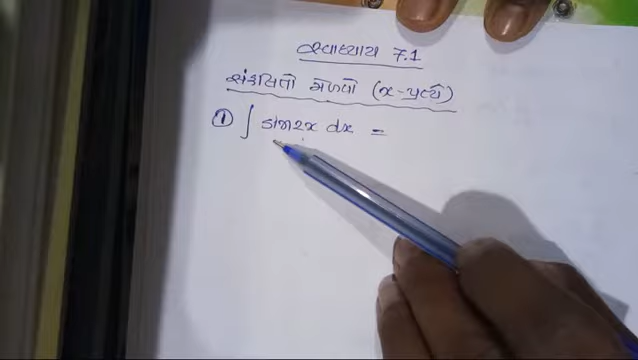 સ્વાધ્યાય 7.1
સંકલિતો મેળવો (x-પ્રત્યે)
① ∫ sin2x dx =